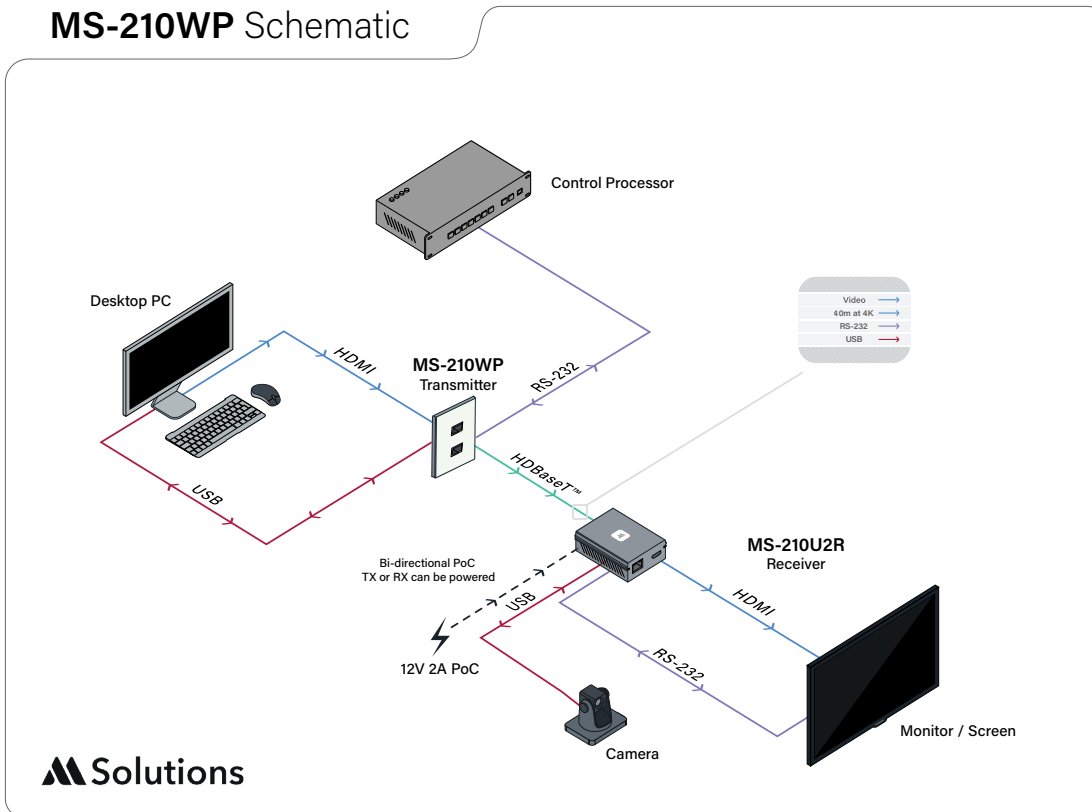 MS-210WP Schematic
Control Processor
Desktop PC
Video
40m at 4K
RS-232
USB
HDMI
MS-210WP
Transmitter
RS-232
USB
HDBaseT™
4
MS-210U2R
Receiver
Bi-directional PoC
TX or RX can be powered
USB
HDMI
12V 2A PoC
RS-232
Camera
Monitor / Screen
Solutions